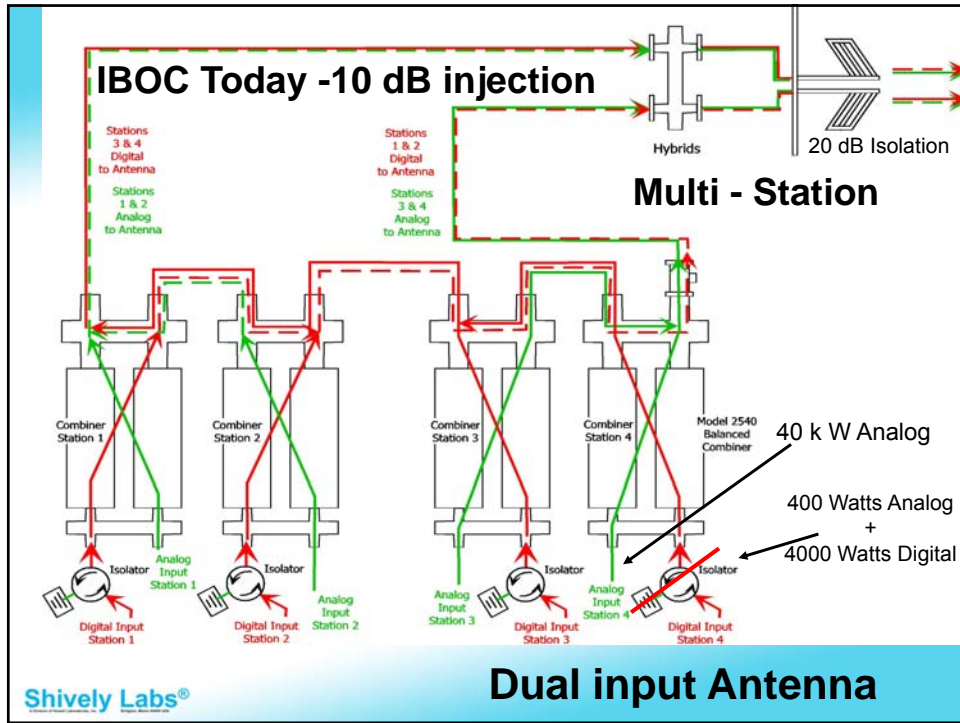 IBOC Today -10 dB injection
Stations
3 & 4
Digital
to Antenna
Stations
1 & 2
Analog
to Antenna
Stations
1 & 2
Digital
to Antenna
Stations
3 & 4
Analog
to Antenna
Hybrids
20 dB Isolation
Multi - Station
Combiner
Station 1
Combiner
Station 2
Combiner
Station 3
Combiner
Station 4
Model 2540
Balanced
Combiner
40 k W Analog
400 Watts Analog
+
4000 Watts Digital
Isolator
Analog
Input
Station 1
Digital Input
Station 1
Isolator
Analog
Input
Station 2
Digital Input
Station 2
Analog
Input
Station 3
Isolator
Digital Input
Station 3
Analog
Input
Station 4
Isolator
Digital Input
Station 4
Shively Labs®
Dual input Antenna